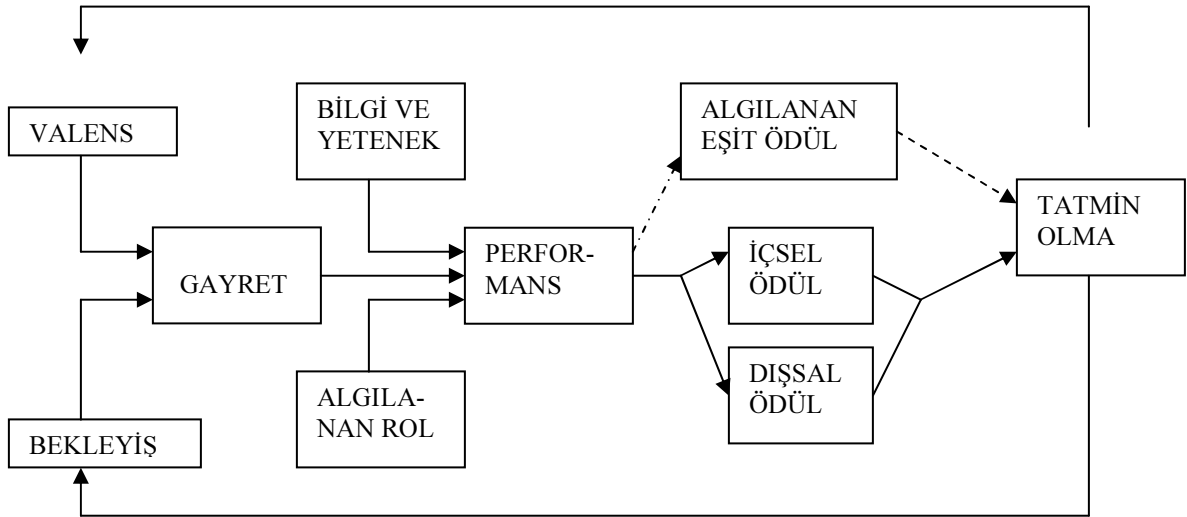 VALENS
BİLGİ VE
YETENEK
ALGILANAN
EŞİT ÖDÜL
TATMİN
OLMA
GAYRET
PERFOR-
MANS
İÇSEL
ÖDÜL
DIŞSAL
ÖDÜL
ALGILA-
NAN ROL
BEKLEYİŞ